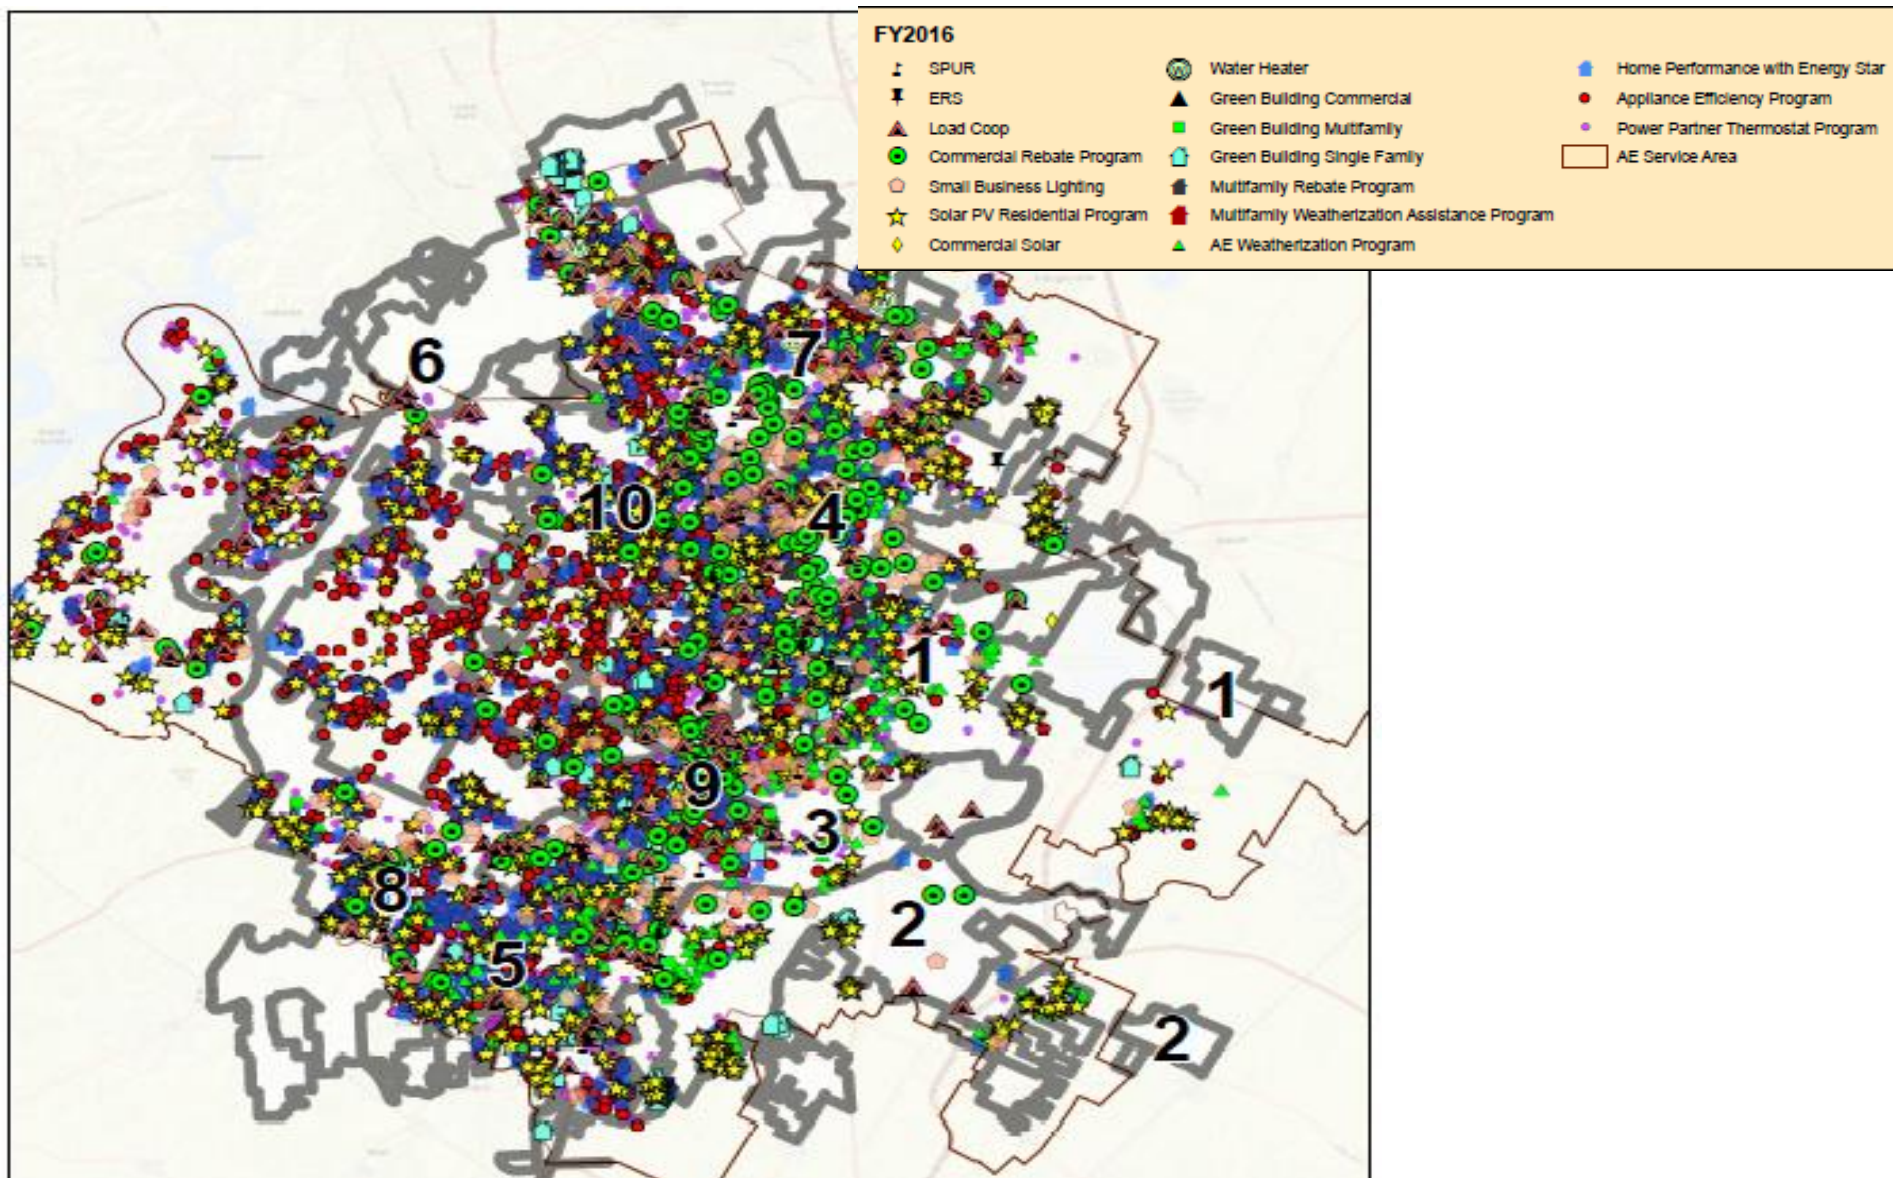 FY2016
SPUR
ERS
Load Coop
Commercial Rebate Program
Small Business Lighting
Solar PV Residential Program
Commercial Solar
Water Heater
Green Building Commercial
Green Building Multifamily
Green Building Single Family
Multifamily Rebate Program
Multifamily Weatherization Assistance Program
AE Weatherization Program
Home Performance with Energy Star
Appliance Efficiency Program
Power Partner Thermostat Program
AE Service Area
6
7
10
4
1
1
9
3
8
2
5
2